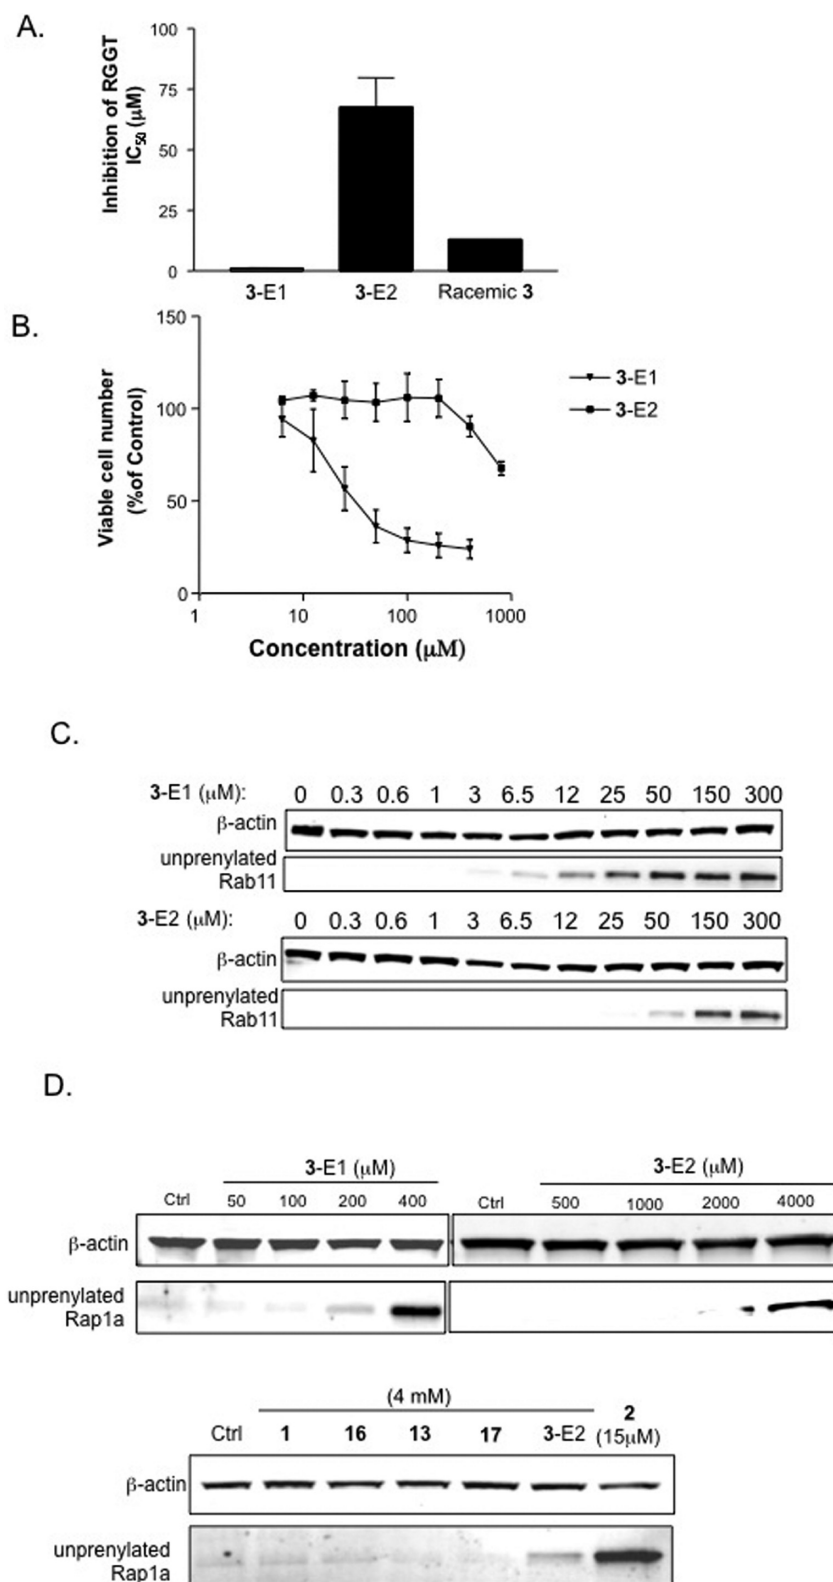 A.
Inhibition of RGGT
IC50 (μM)
100
75
50
25
0
3-E1 3-E2 Racemic 3
B.
Viable cell number
(%of Control)
150
100
50
0
1 10 100 1000
Concentration (μM)
3-E1
3-E2
C.
3-E1 (μM): 0 0.3 0.6 1 3 6.5 12 25 50 150 300
β-actin
unprenylated
Rab11
3-E2 (μM): 0 0.3 0.6 1 3 6.5 12 25 50 150 300
β-actin
unprenylated
Rab11
D.
3-E1 (μM) 3-E2 (μM)
Ctrl 50 100 200 400 Ctrl 500 1000 2000 4000
β-actin
unprenylated
Rap1a
(4 mM)
Ctrl 1 16 13 17 3-E2 2
(15μM)
β-actin
unprenylated
Rap1a